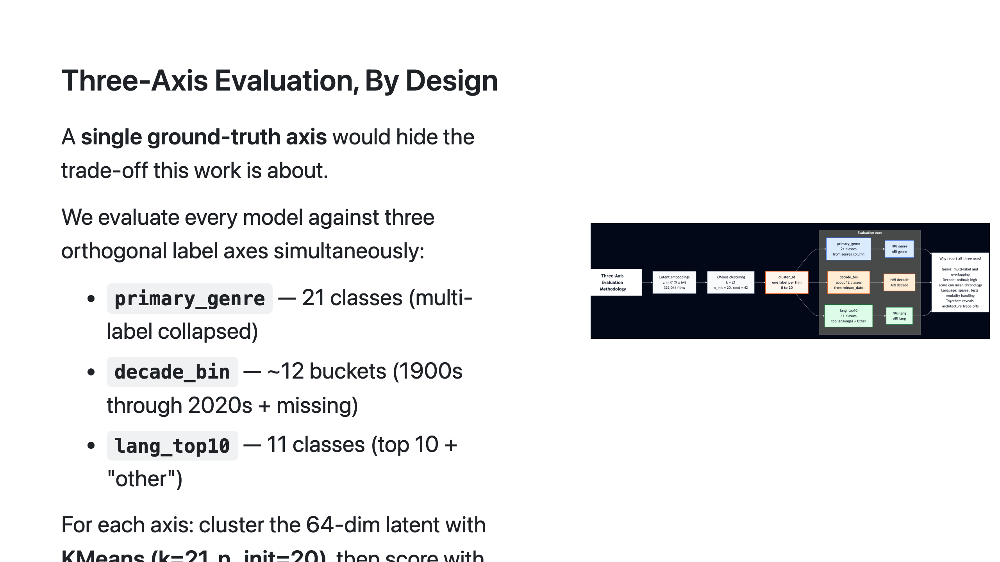 Three-Axis Evaluation, By Design
A single ground-truth axis would hide the
trade-off this work is about.
We evaluate every model against three
orthogonal label axes simultaneously:
• primary_genre — 21 classes (multi-
label collapsed)
• decade_bin — ~12 buckets (1900s
through 2020s + missing)
• lang_top10 — 11 classes (top 10 +
"other")
For each axis: cluster the 64-dim latent with
KMeans (k=21, n_init=20), then score with
Three-Axis
Evaluation
Methodology
Latent embeddings
z in R^(N x 64)
329,044 films
KMeans clustering
k = 21
n_init = 20, seed = 42
cluster_id
one label per film
0 to 20
Evaluation Axes
primary_genre
21 classes
from genres column
NMI genre
ARI genre
decade_bin
about 12 classes
from release_date
NMI decade
ARI decade
lang_top10
11 classes
top languages + Other
NMI lang
ARI lang
Why report all three axes?
Genre: multi-label and
overlapping
Decade: ordinal; high
score can mean chronology
Language: sparse; tests
modality handling
Together: reveals
architecture trade-offs